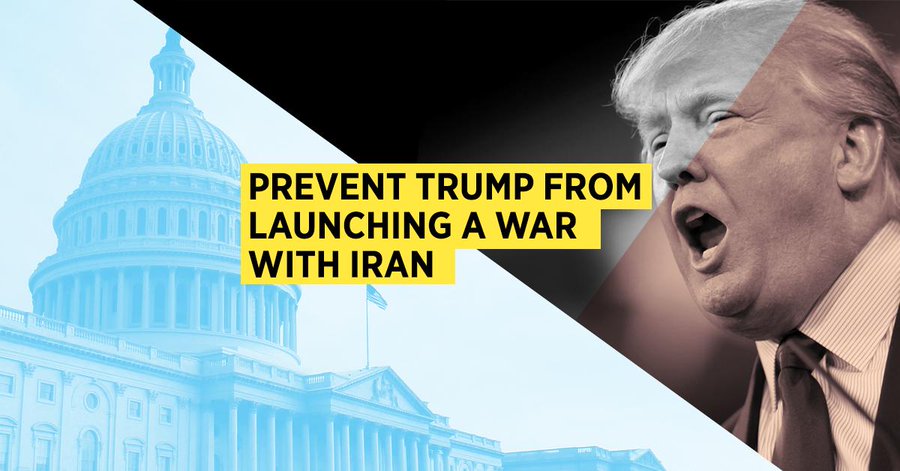 PREVENT TRUMP FROM
LAUNCHING A WAR
WITH IRAN